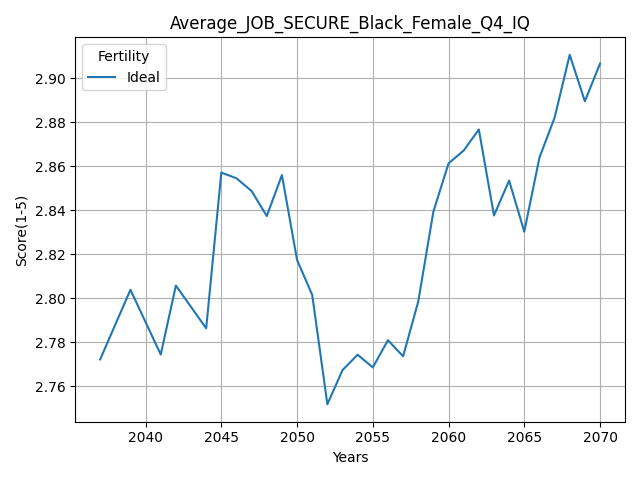 Average_JOB_SECURE_Black_Female_Q4_IQ
Fertility
Ideal
2.90
2.88
2.86
2.84
2.82
2.80
2.78
2.76
Score(1-5)
2040 2045 2050 2055 2060 2065 2070
Years